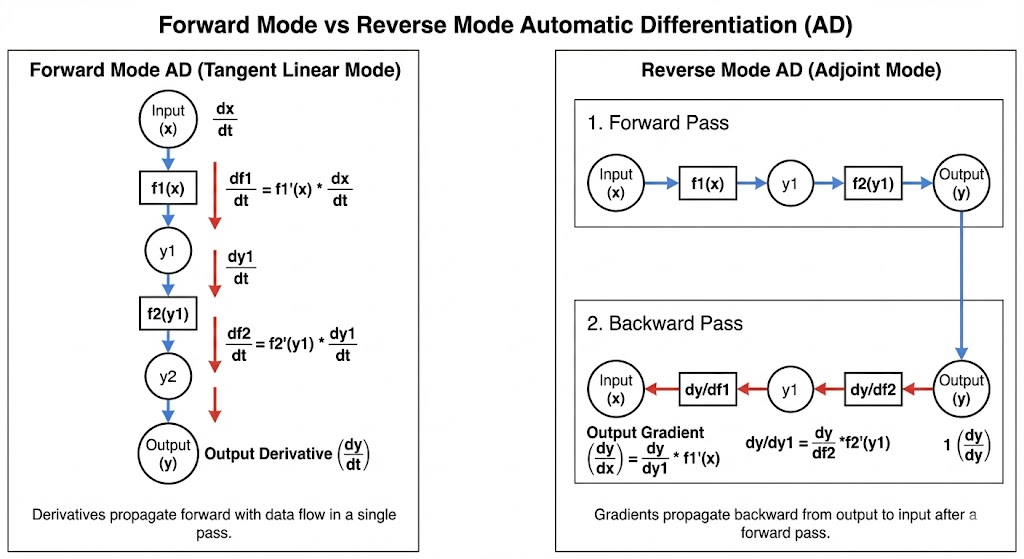 Forward Mode vs Reverse Mode Automatic Differentiation (AD)
Forward Mode AD (Tangent Linear Mode)
Input
(x)
dx
dt
f1(x)
df1
dt
= f1'(x) *
dx
dt
y1
dy1
dt
f2(y1)
df2
dt
= f2'(y1) *
dy1
dt
y2
Output
(y)
Output Derivative (dy
dt)
Derivatives propagate forward with data flow in a single
pass.
Reverse Mode AD (Adjoint Mode)
1. Forward Pass
Input
(x)
f1(x)
y1
f2(y1)
Output
(y)
2. Backward Pass
Input
(x)
dy/df1
y1
dy/df2
Output
(y)
Output Gradient
(dy
dx)
=
dy
dy1
* f1'(x)
dy/dy1 =
dy
df2
*f2'(y1)
1 (dy
dy)
Gradients propagate backward from output to input after a
forward pass.